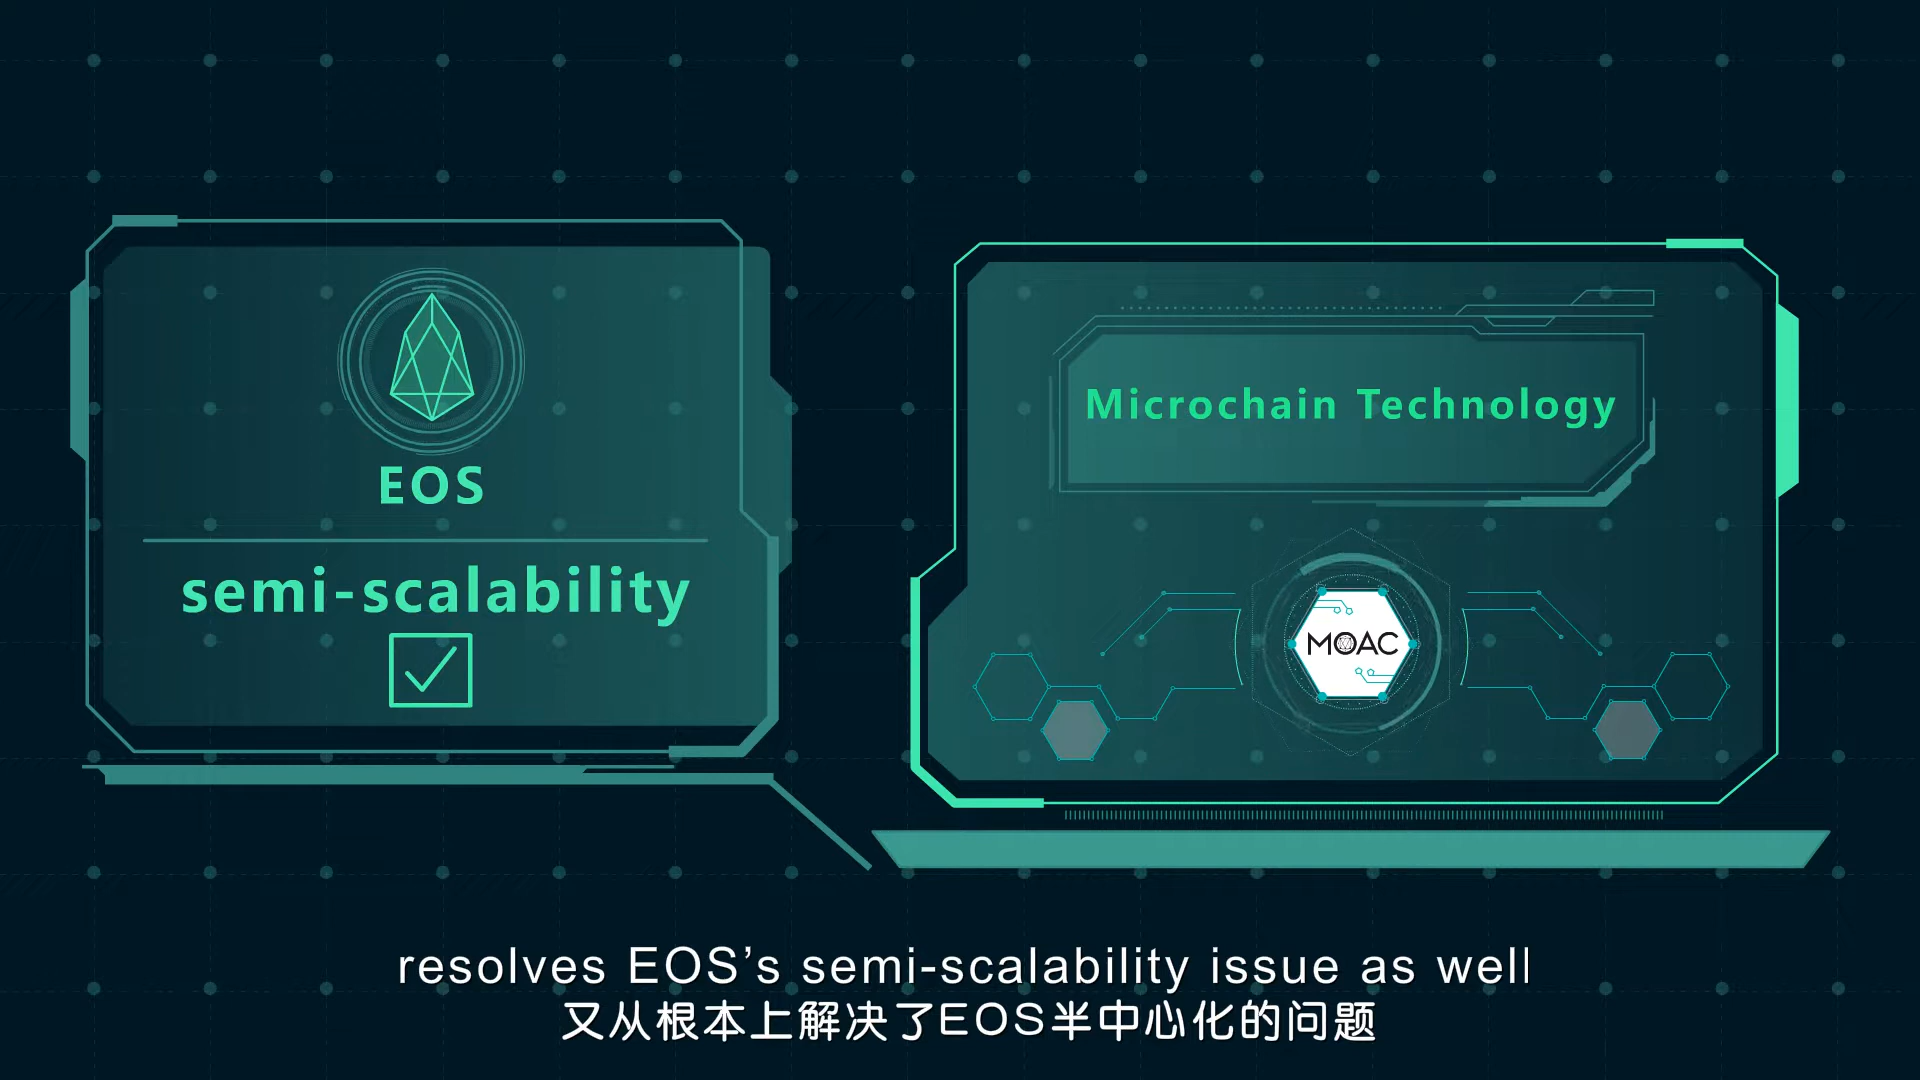 EOS
semi-scalability
Microchain Technology
MOAC
resolves EOS’s semi-scalability issue as well
又从根本上解决了EOS半中心化的问题